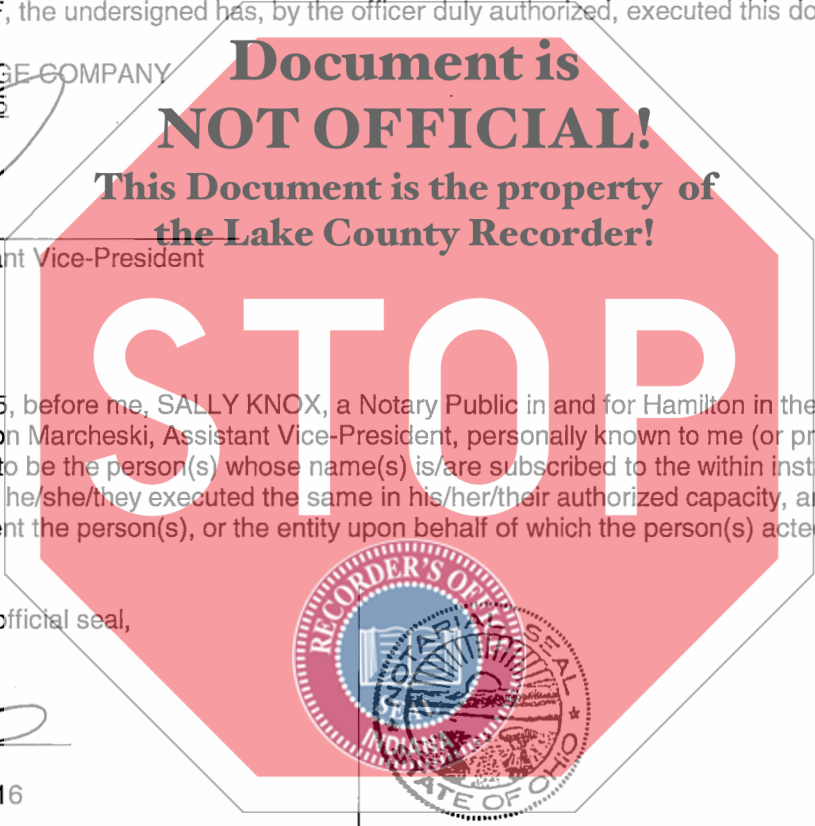 , the undersigned has, by the officer duly authorized, executed this do
Document is
GE COMPANY
NOT OFFICIAL!
This Document is the property of
the Lake County Recorder!
nt Vice-President
STOP
5, before me, SALLY KNOX, a Notary Public in and for Hamilton in the
n Marcheski, Assistant Vice-President, personally known to me (or pr
to be the person(s) whose name(s) is/are subscribed to the within inst
he/she/they executed the same in his/her/their authorized capacity, a
nt the person(s), or the entity upon behalf of which the person(s) acte
RECORDER'S OFFICE
SEAL
INDIANA
NOTARIAL SEAL
STATE OF OHIO
official seal,
16